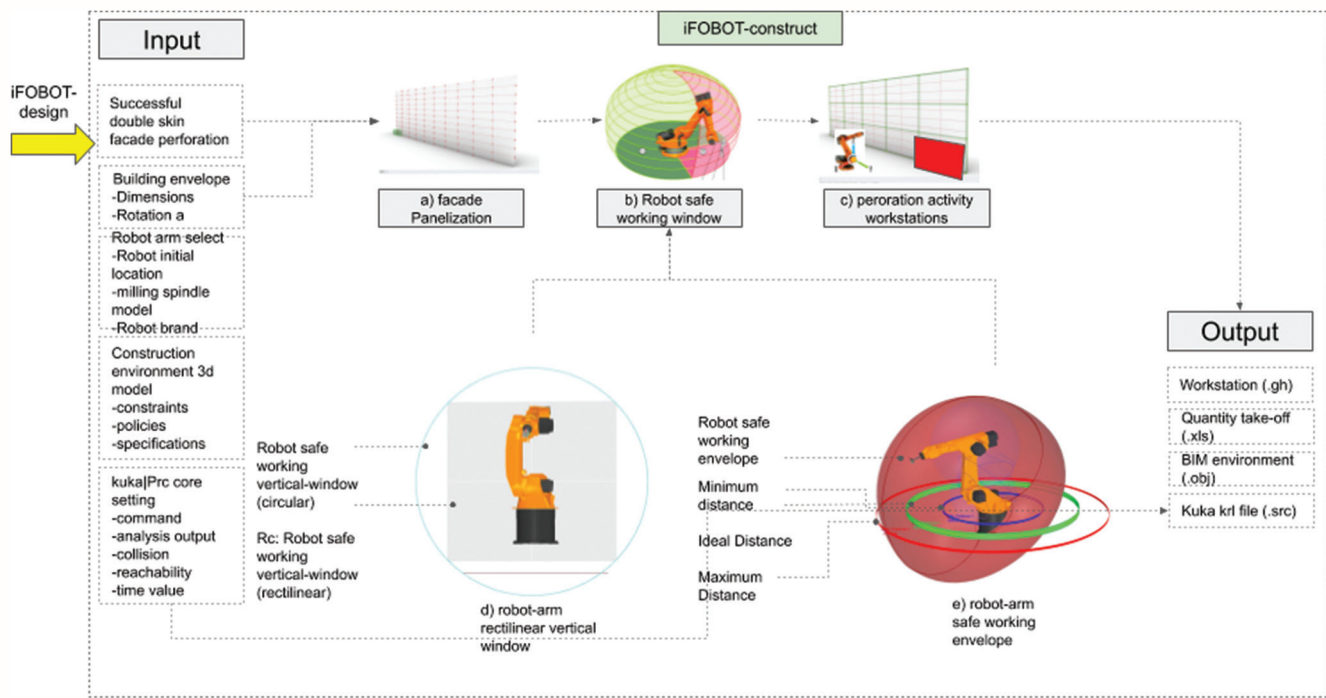 iFOBOT-construct
Input
iFOBOT-
design
Successful
double skin
facade perforation
Building envelope
-Dimensions
-Rotation a
Robot arm select
-Robot initial
location
-milling spindle
model
-Robot brand
Construction
environment 3d
model
-constraints
-policies
-specifications
kuka|Prc core
setting
-command
-analysis output
-collision
-reachability
-time value
a) facade
Panelization
b) Robot safe
working window
c) peroration activity
workstations
Robot safe
working
vertical-window
(circular)
Rc: Robot safe
working
vertical-window
(rectilinear)
d) robot-arm
rectilinear vertical
window
Robot safe
working
envelope
Minimum
distance
Ideal Distance
Maximum
Distance
e) robot-arm
safe working
envelope
Output
Workstation (.gh)
Quantity take-off
(.xls)
BIM environment
(.obj)
Kuka krl file (.src)